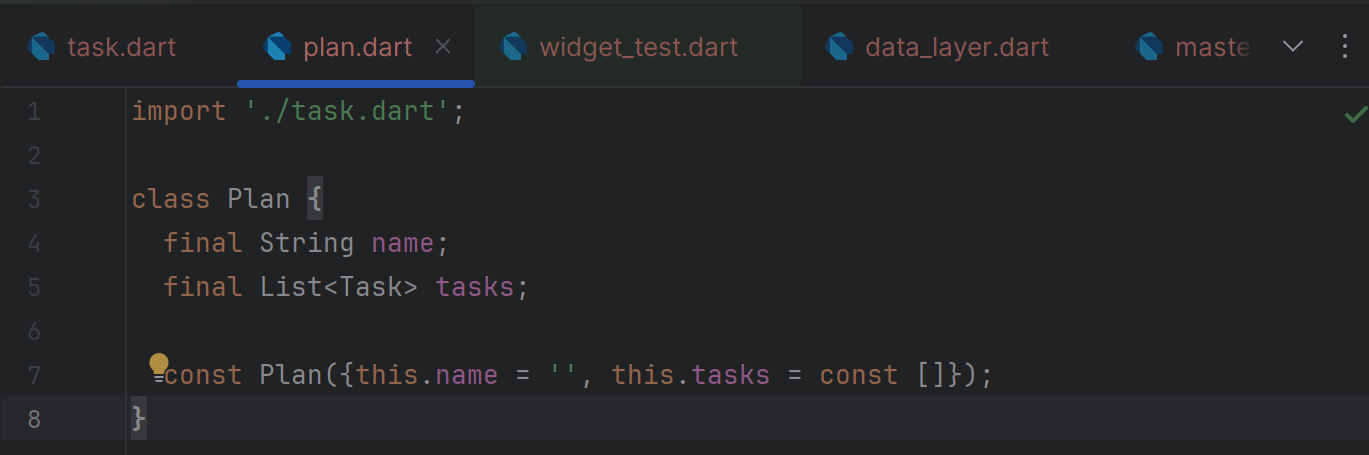 task.dart plan.dart widget_test.dart data_layer.dart maste
1 import './task.dart';
2
3 class Plan {
4   final String name;
5   final List<Task> tasks;
6
7   const Plan({this.name = '', this.tasks = const []});
8 }